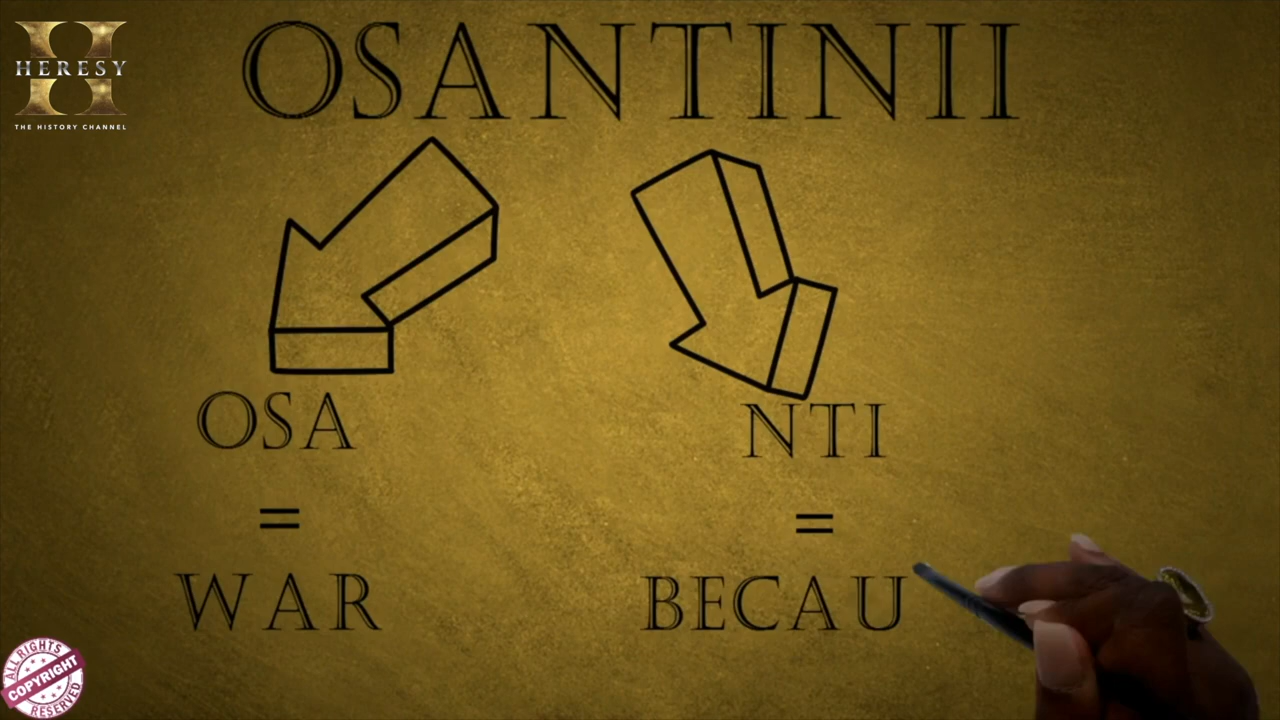 HERESY
THE HISTORY CHANNEL
OSANTINII
OSA NTI
= =
WAR BECAU
ALL RIGHTS
COPYRIGHT
RESERVED